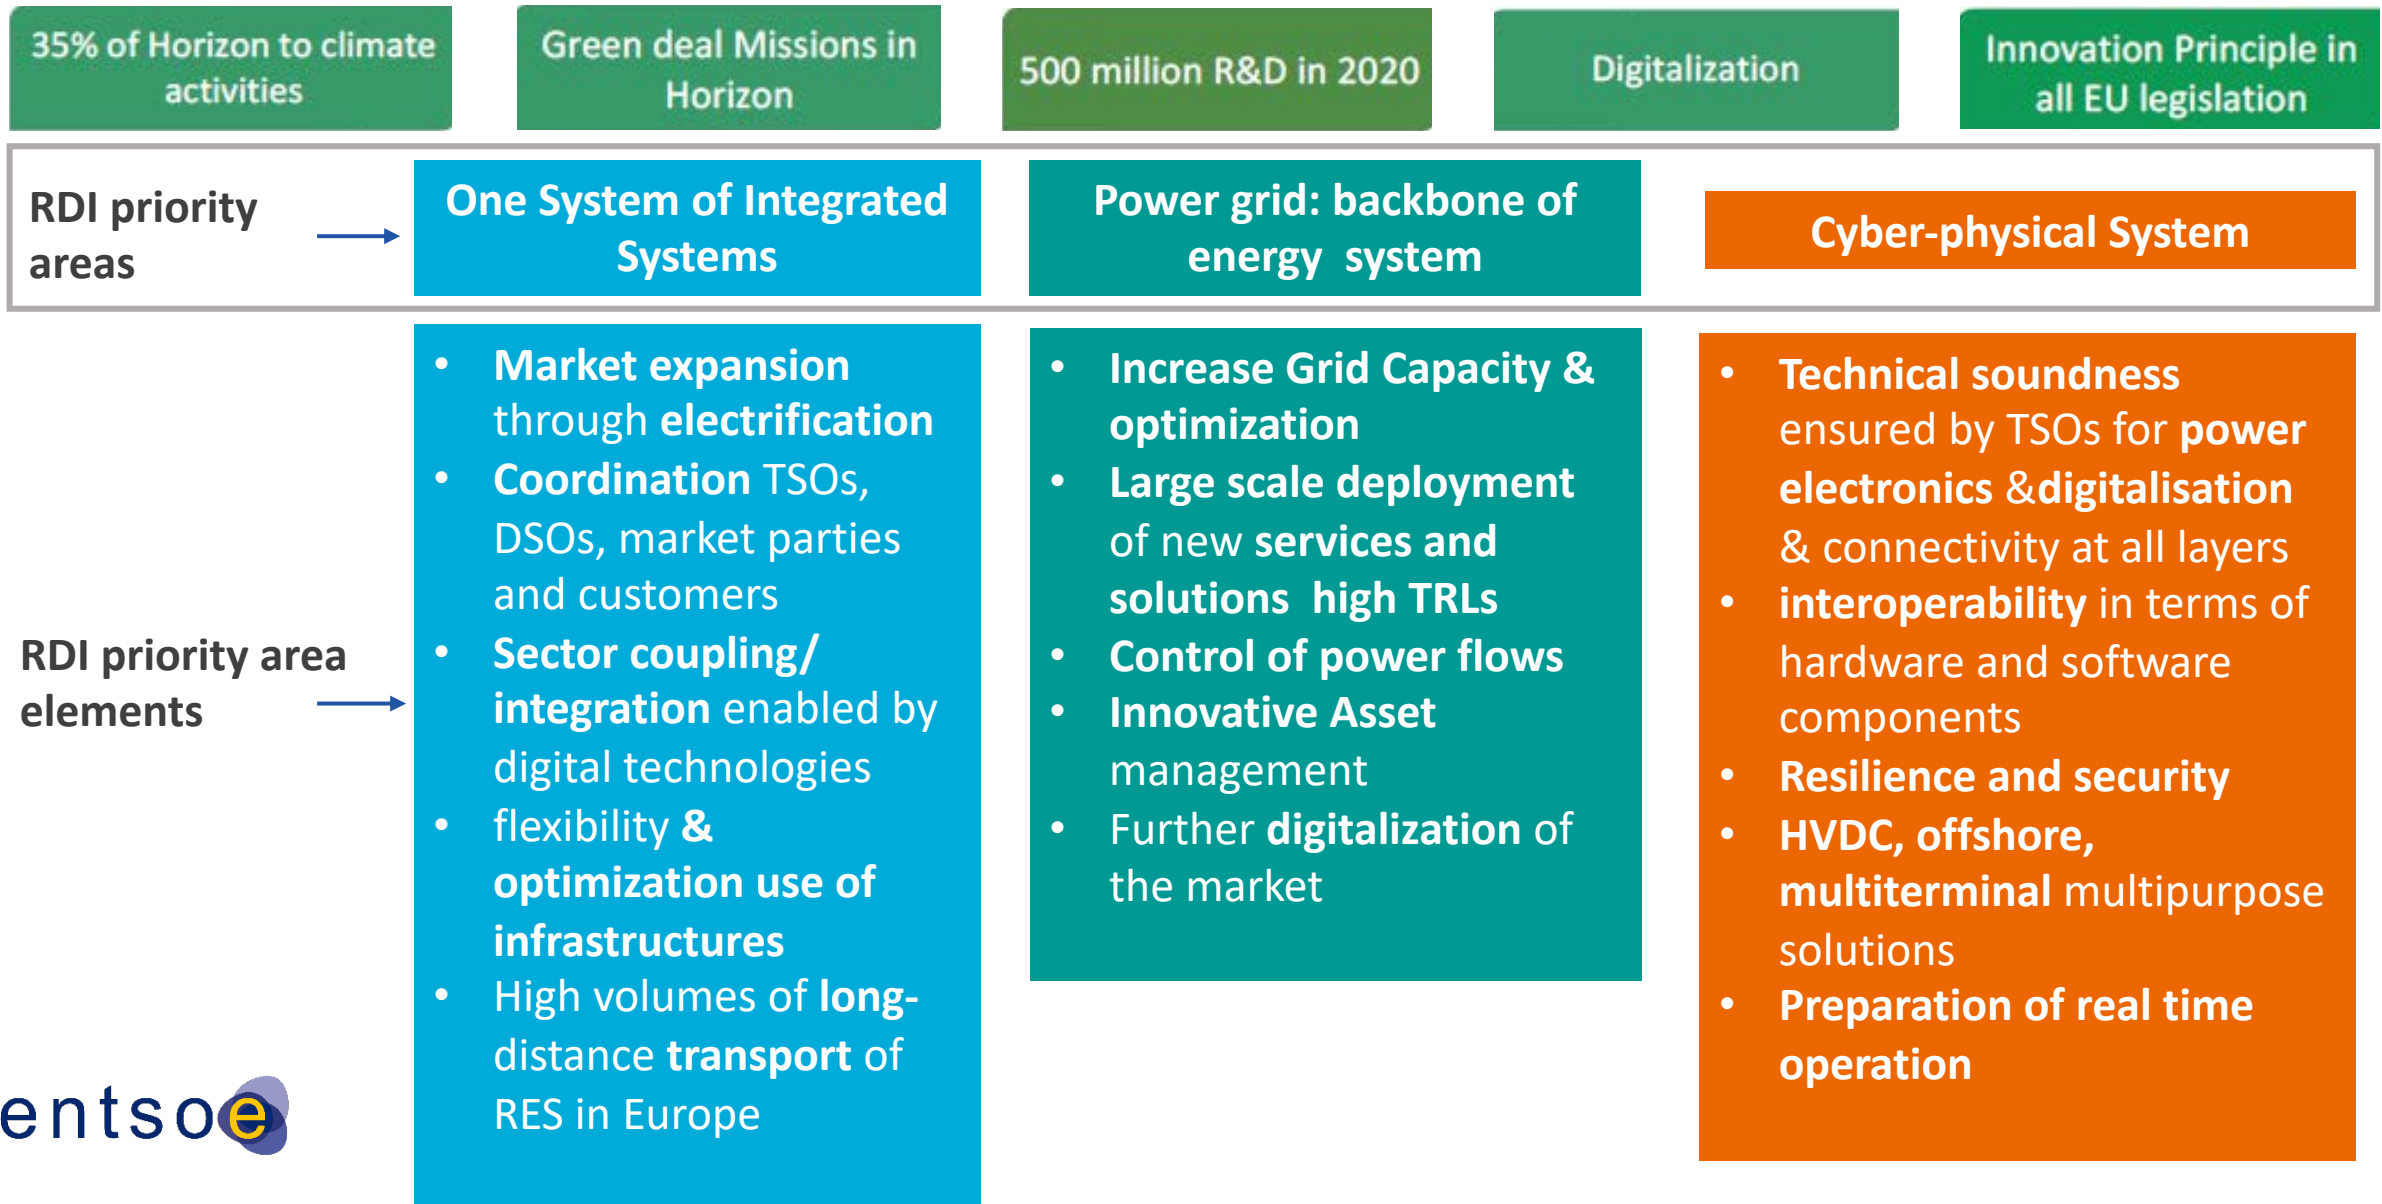 35% of Horizon to climate
activities
Green deal Missions in
Horizon
500 million R&D in 2020
Digitalization
Innovation Principle in
all EU legislation
RDI priority
areas
One System of Integrated
Systems
Power grid: backbone of
energy  system
Cyber-physical System
RDI priority area
elements
• Market expansion
through electrification
• Coordination TSOs,
DSOs, market parties
and customers
• Sector coupling/
integration enabled by
digital technologies
• flexibility &
optimization use of
infrastructures
• High volumes of long-
distance transport of
RES in Europe
• Increase Grid Capacity &
optimization
• Large scale deployment
of new services and
solutions  high TRLs
• Control of power flows
• Innovative Asset
management
• Further digitalization of
the market
• Technical soundness
ensured by TSOs for power
electronics &digitalisation
& connectivity at all layers
• interoperability in terms of
hardware and software
components
• Resilience and security
• HVDC, offshore,
multiterminal multipurpose
solutions
• Preparation of real time
operation
entsoe